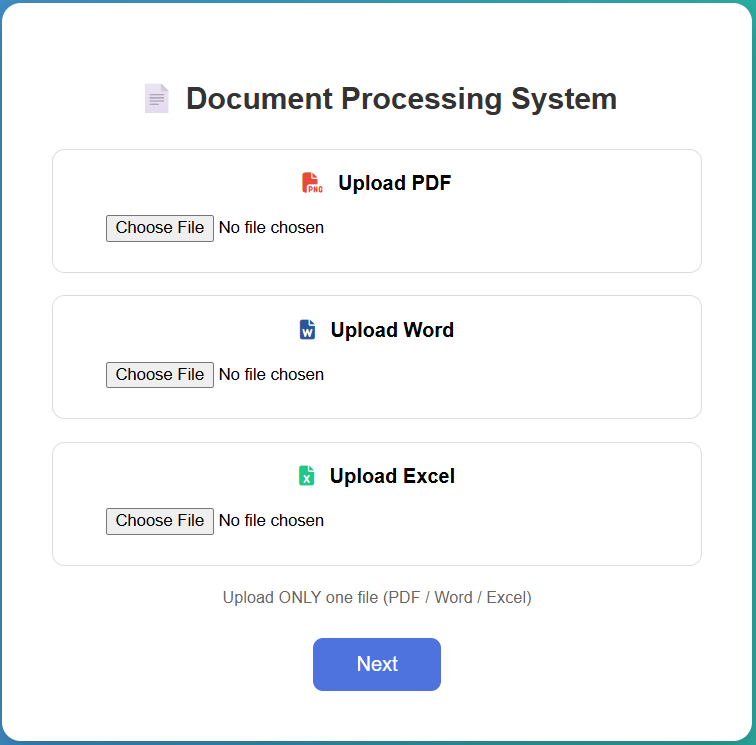 Document Processing System
PNG Upload PDF
Choose File No file chosen
W Upload Word
Choose File No file chosen
X Upload Excel
Choose File No file chosen
Upload ONLY one file (PDF / Word / Excel)
Next